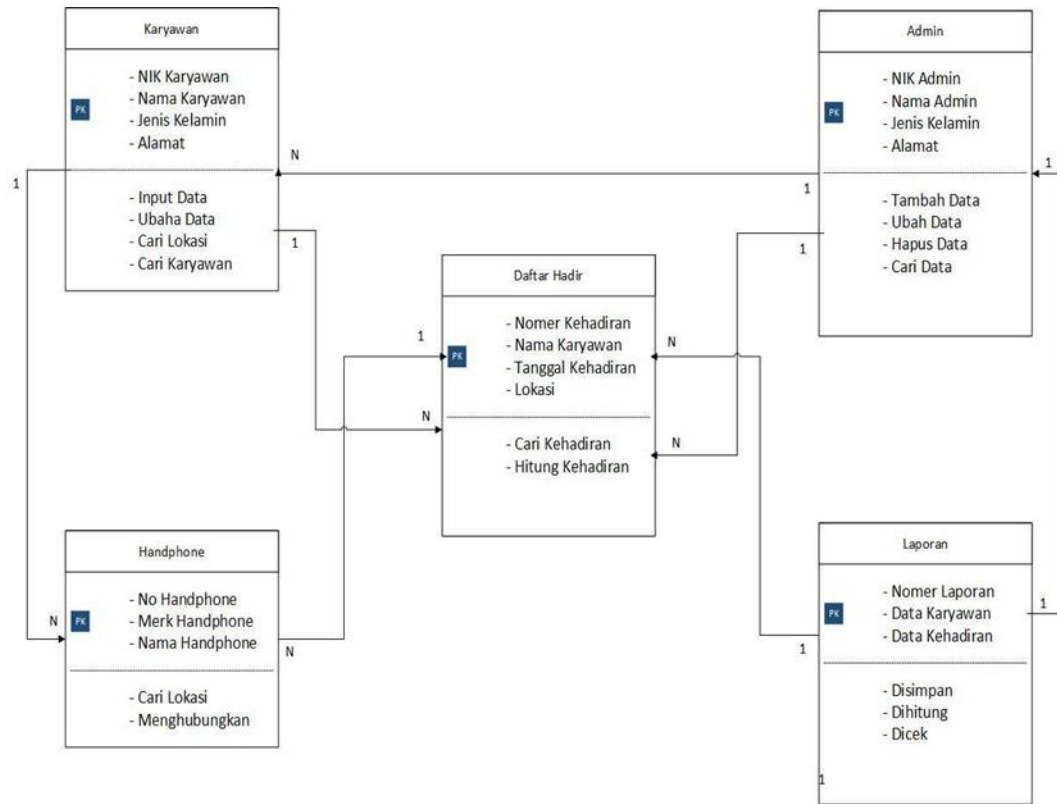 Karyawan
PK
- NIK Karyawan
- Nama Karyawan
- Jenis Kelamin
- Alamat
- Input Data
- Ubaha Data
- Cari Lokasi
- Cari Karyawan
Admin
PK
- NIK Admin
- Nama Admin
- Jenis Kelamin
- Alamat
- Tambah Data
- Ubah Data
- Hapus Data
- Cari Data
N
1
1
1
1
1
Daftar Hadir
PK
- Nomer Kehadiran
- Nama Karyawan
- Tanggal Kehadiran
- Lokasi
- Cari Kehadiran
- Hitung Kehadiran
1
N
N
N
Handphone
PK
- No Handphone
- Merk Handphone
- Nama Handphone
- Cari Lokasi
- Menghubungkan
N
N
Laporan
PK
- Nomer Laporan
- Data Karyawan
- Data Kehadiran
- Disimpan
- Dihitung
- Dicek
1
1
1